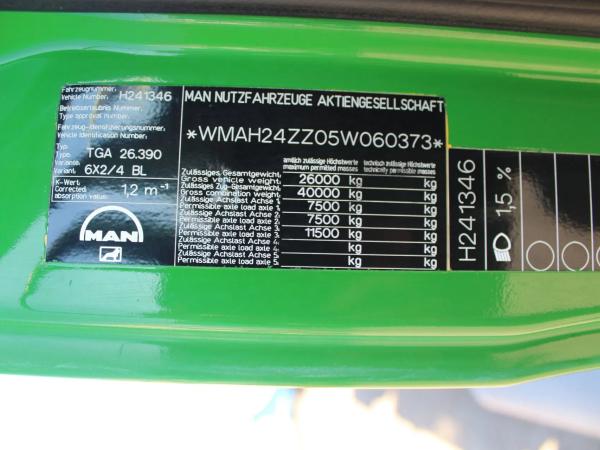 Fahrzeugnummer:
Vehicle Number: H241346
Betriebserlaubnis Nummer:
Type approval number:
Fahrzeug-Identifizierungsnummer:
Vehicle Identification Number:
Typ:
Type: TGA 26.390
Variante:
Variant: 6X2/4 BL
K-Wert
Corrected
absorption value: 1,2 m⁻¹
MAN
MAN NUTZFAHRZEUGE AKTIENGESELLSCHAFT
*WMAH24ZZ05W060373*
amtlich zulässige Höchstwerte technisch zulässige Höchstwerte
maximum permitted masses technically permissible masses
Zulässiges Gesamtgewicht:
Gross vehicle weight: 26000 kg kg
Zulässiges Zug-Gesamtgewicht:
Gross combination weight: 40000 kg kg
Zulässige Achslast Achse 1:
Permissible axle load axle 1: 7500 kg kg
Zulässige Achslast Achse 2:
Permissible axle load axle 2: 7500 kg kg
Zulässige Achslast Achse 3:
Permissible axle load axle 3: 11500 kg kg
Zulässige Achslast Achse 4:
Permissible axle load axle 4: kg kg
Zulässige Achslast Achse 5:
Permissible axle load axle 5: kg kg
H241346
1,5 %